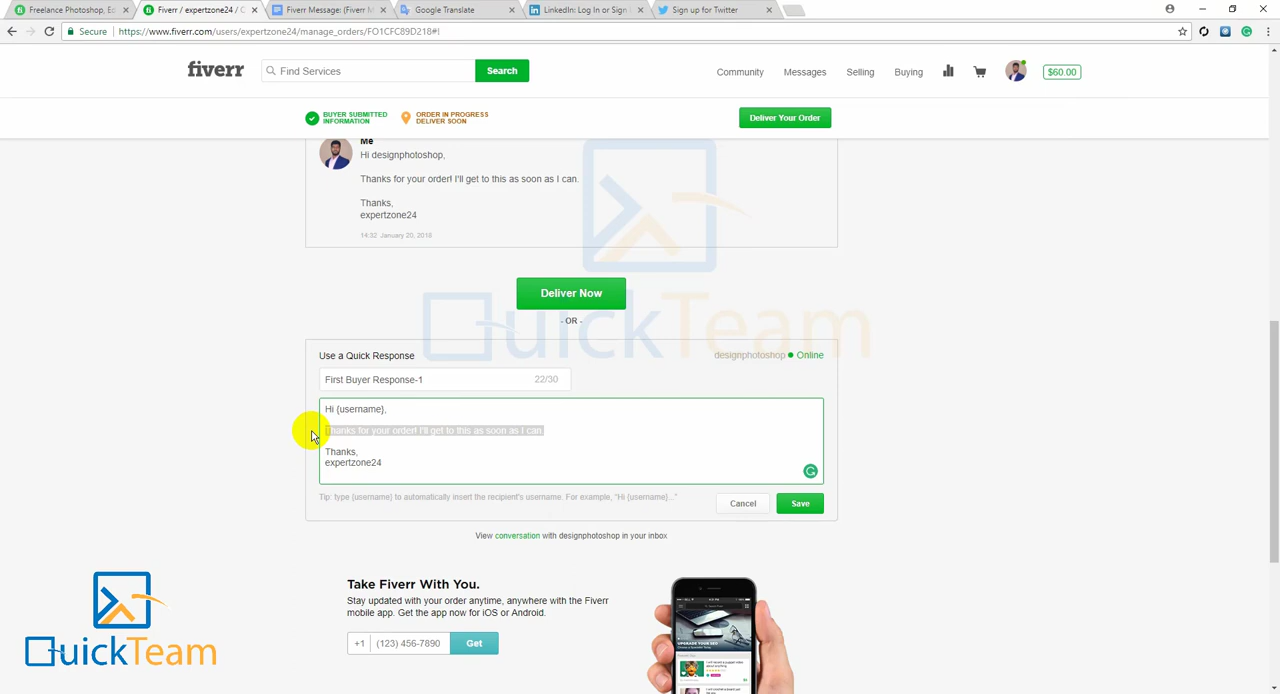 Freelance Photoshop, Ec
Fiverr / expertzone24 / C
Fiverr Message: (Fiverr M
Google Translate
LinkedIn: Log In or Sign
Sign up for Twitter
Secure
https://www.fiverr.com/users/expertzone24/manage_orders/FO1CFC89D218#!
fiverr
Find Services
Search
Community
Messages
Selling
Buying
$60.00
BUYER SUBMITTED
INFORMATION
ORDER IN PROGRESS
DELIVER SOON
Deliver Your Order
Me
Hi designphotoshop,
Thanks for your order! I'll get to this as soon as I can.
Thanks,
expertzone24
14:32 January 20, 2018
Deliver Now
- OR -
QuickTeam
Use a Quick Response
designphotoshop
Online
First Buyer Response-1
22/30
Hi {username},
Thanks for your order! I'll get to this as soon as I can.
Thanks,
expertzone24
Tip: type {username} to automatically insert the recipient's username. For example, "Hi {username}..."
Cancel
Save
View conversation with designphotoshop in your inbox
Take Fiverr With You.
Stay updated with your order anytime, anywhere with the Fiverr
mobile app. Get the app now for iOS or Android.
+1
(123) 456-7890
Get
UPGRADE YOUR SEO
QuickTeam